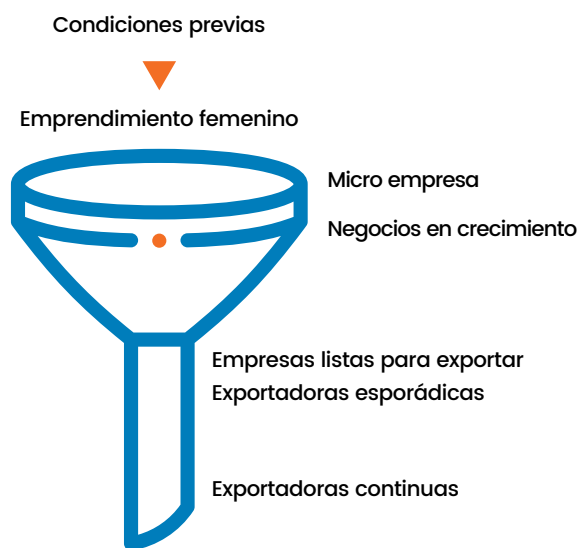 Condiciones previas
Emprendimiento femenino
Micro empresa
Negocios en crecimiento
Empresas listas para exportar
Exportadoras esporádicas
Exportadoras continuas